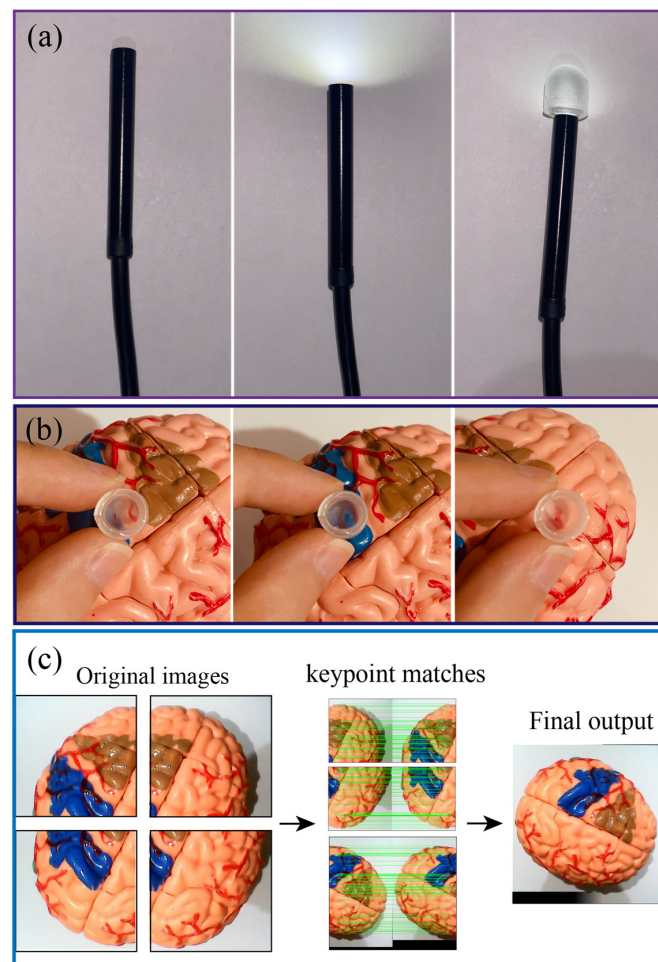 (a)
(b)
(c)
Original images
keypoint matches
Final output